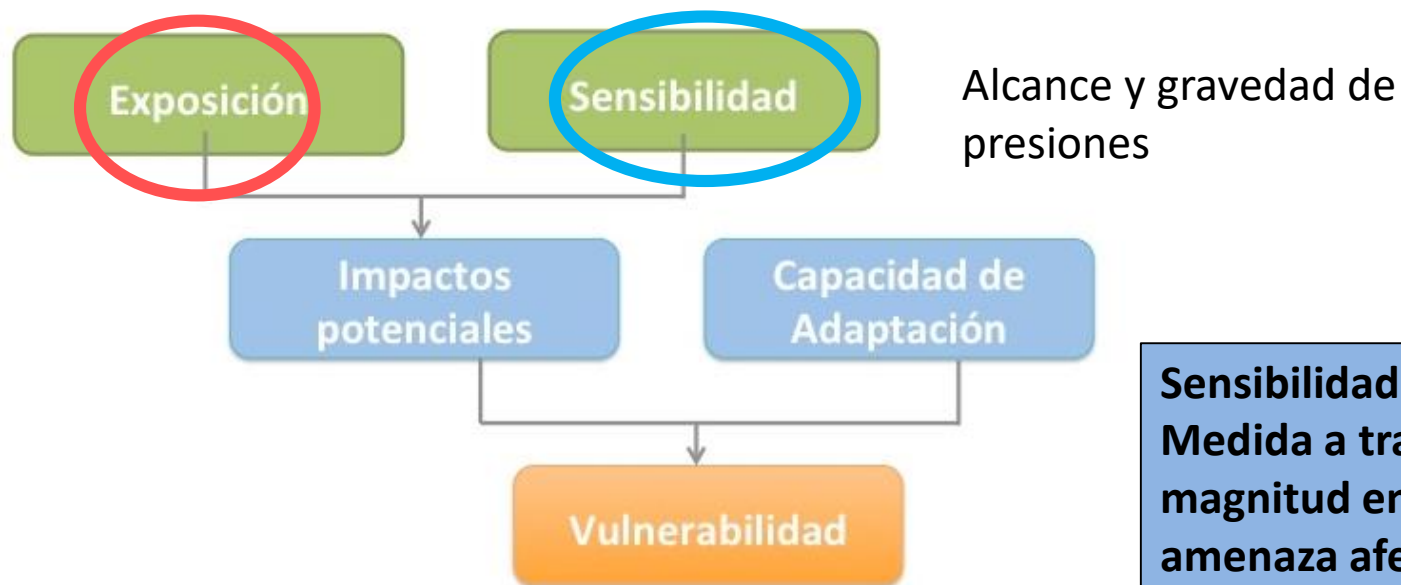 Exposición
Sensibilidad
Alcance y gravedad de
presiones
Impactos
potenciales
Capacidad de
Adaptación
Sensibilidad
Medida a tra
magnitud en
amenaza afe
Vulnerabilidad